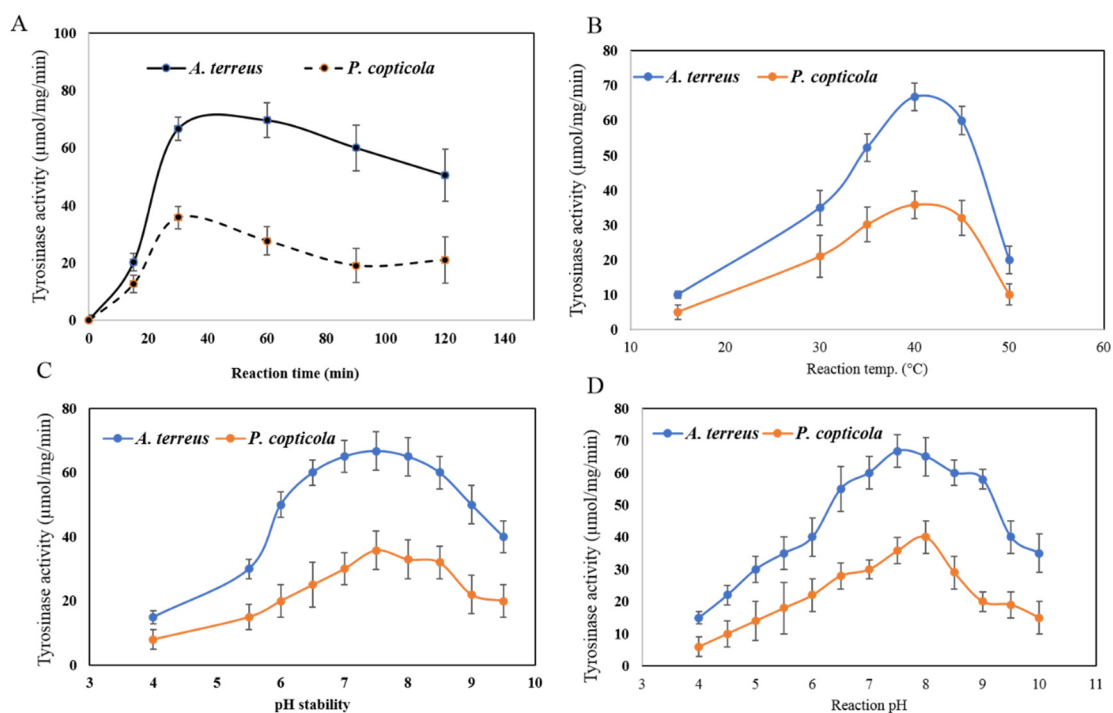 A
Tyrosinase activity (µmol/mg/min)
100
80
60
40
20
0
A. terreus
P. copticola
0 20 40 60 80 100 120 140
Reaction time (min)
B
Tyrosinase activity (µmol/mg/min)
80
70
60
50
40
30
20
10
0
A. terreus
P. copticola
10 20 30 40 50 60
Reaction temp. (°C)
C
Tyrosinase activity (µmol/mg/min)
80
60
40
20
0
A. terreus
P. copticola
3 4 5 6 7 8 9 10
pH stability
D
Tyrosinase activity (µmol/mg/min)
80
70
60
50
40
30
20
10
0
A. terreus
P. copticola
3 4 5 6 7 8 9 10 11
Reaction pH